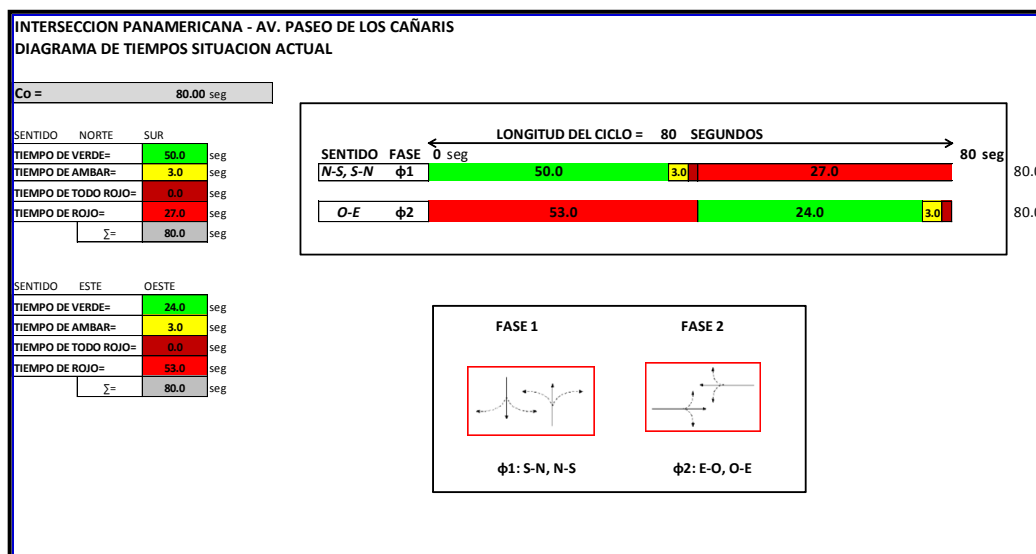 INTERSECCION PANAMERICANA - AV. PASEO DE LOS CAÑARIS
DIAGRAMA DE TIEMPOS SITUACION ACTUAL
Co = 80.00 seg
SENTIDO NORTE SUR
TIEMPO DE VERDE= 50.0 seg
TIEMPO DE AMBAR= 3.0 seg
TIEMPO DE TODO ROJO= 0.0 seg
TIEMPO DE ROJO= 27.0 seg
∑= 80.0 seg
LONGITUD DEL CICLO = 80 SEGUNDOS
SENTIDO FASE 0 seg 80 seg
N-S, S-N ϕ1 50.0 3.0 27.0 80.0
O-E ϕ2 53.0 24.0 3.0 80.0
SENTIDO ESTE OESTE
TIEMPO DE VERDE= 24.0 seg
TIEMPO DE AMBAR= 3.0 seg
TIEMPO DE TODO ROJO= 0.0 seg
TIEMPO DE ROJO= 53.0 seg
∑= 80.0 seg
FASE 1 FASE 2
ϕ1: S-N, N-S ϕ2: E-O, O-E